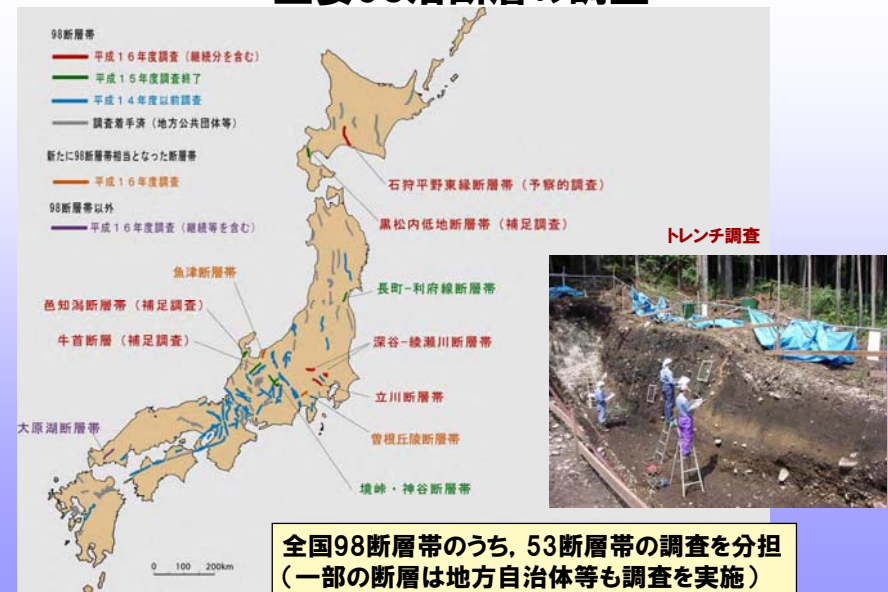 98断層帯
平成16年度調査（継続分を含む）
平成15年度調査終了
平成14年度以前調査
調査着手済（地方公共団体等）
新たに98断層帯相当となった断層帯
平成16年度調査
98断層帯以外
平成16年度調査（継続等を含む）
石狩平野東縁断層帯（予察的調査）
黒松内低地断層帯（補足調査）
トレンチ調査
魚津断層帯
長町-利府線断層帯
邑知潟断層帯（補足調査）
牛首断層（補足調査）
深谷-綾瀬川断層帯
立川断層帯
大原湖断層帯
曽根丘陵断層帯
境峠・神谷断層帯
0 100 200km
全国98断層帯のうち，53断層帯の調査を分担
（一部の断層は地方自治体等も調査を実施）